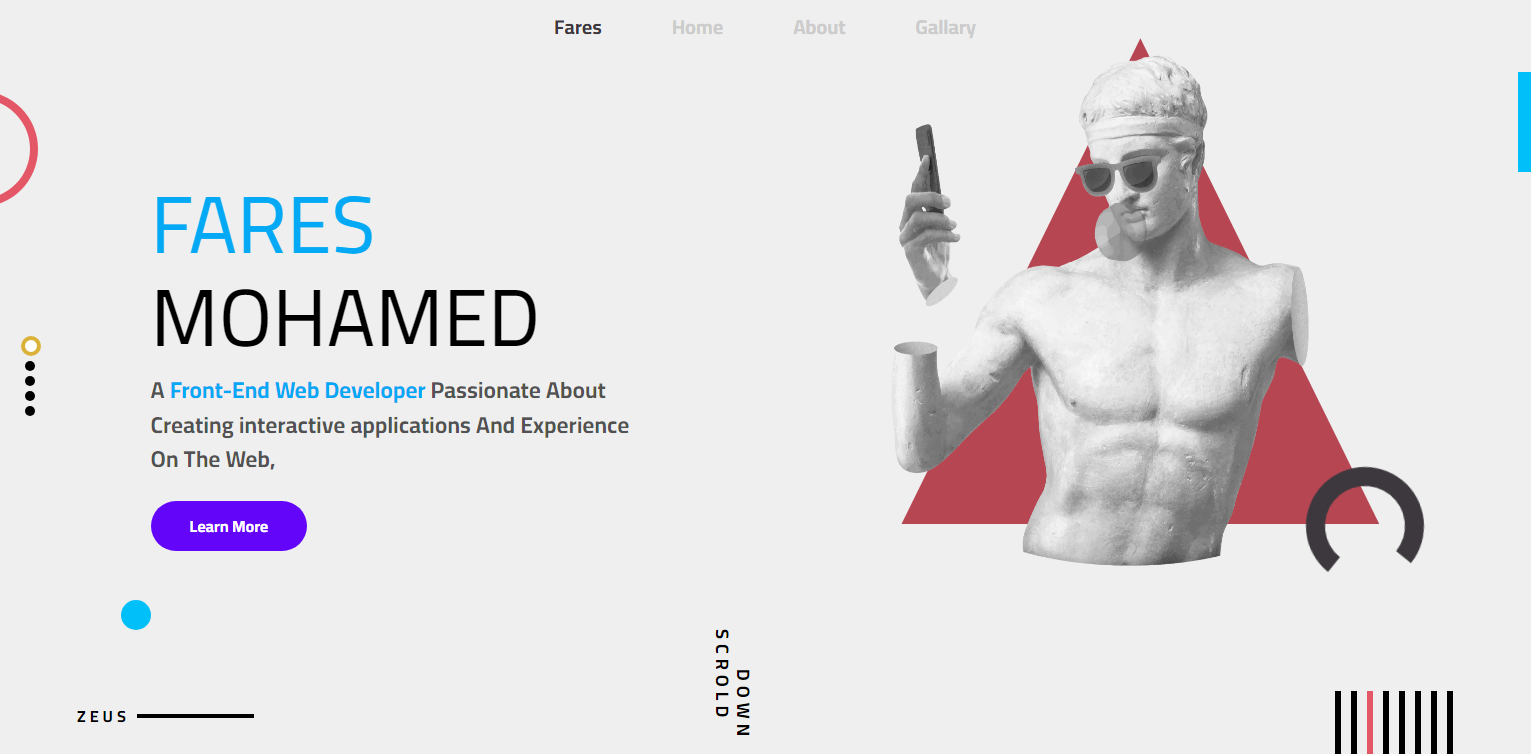 Fares
Home
About
Gallary
FARES
MOHAMED
A Front-End Web Developer Passionate About
Creating interactive applications And Experience
On The Web,
Learn More
SCROLD
DOWN
ZEUS